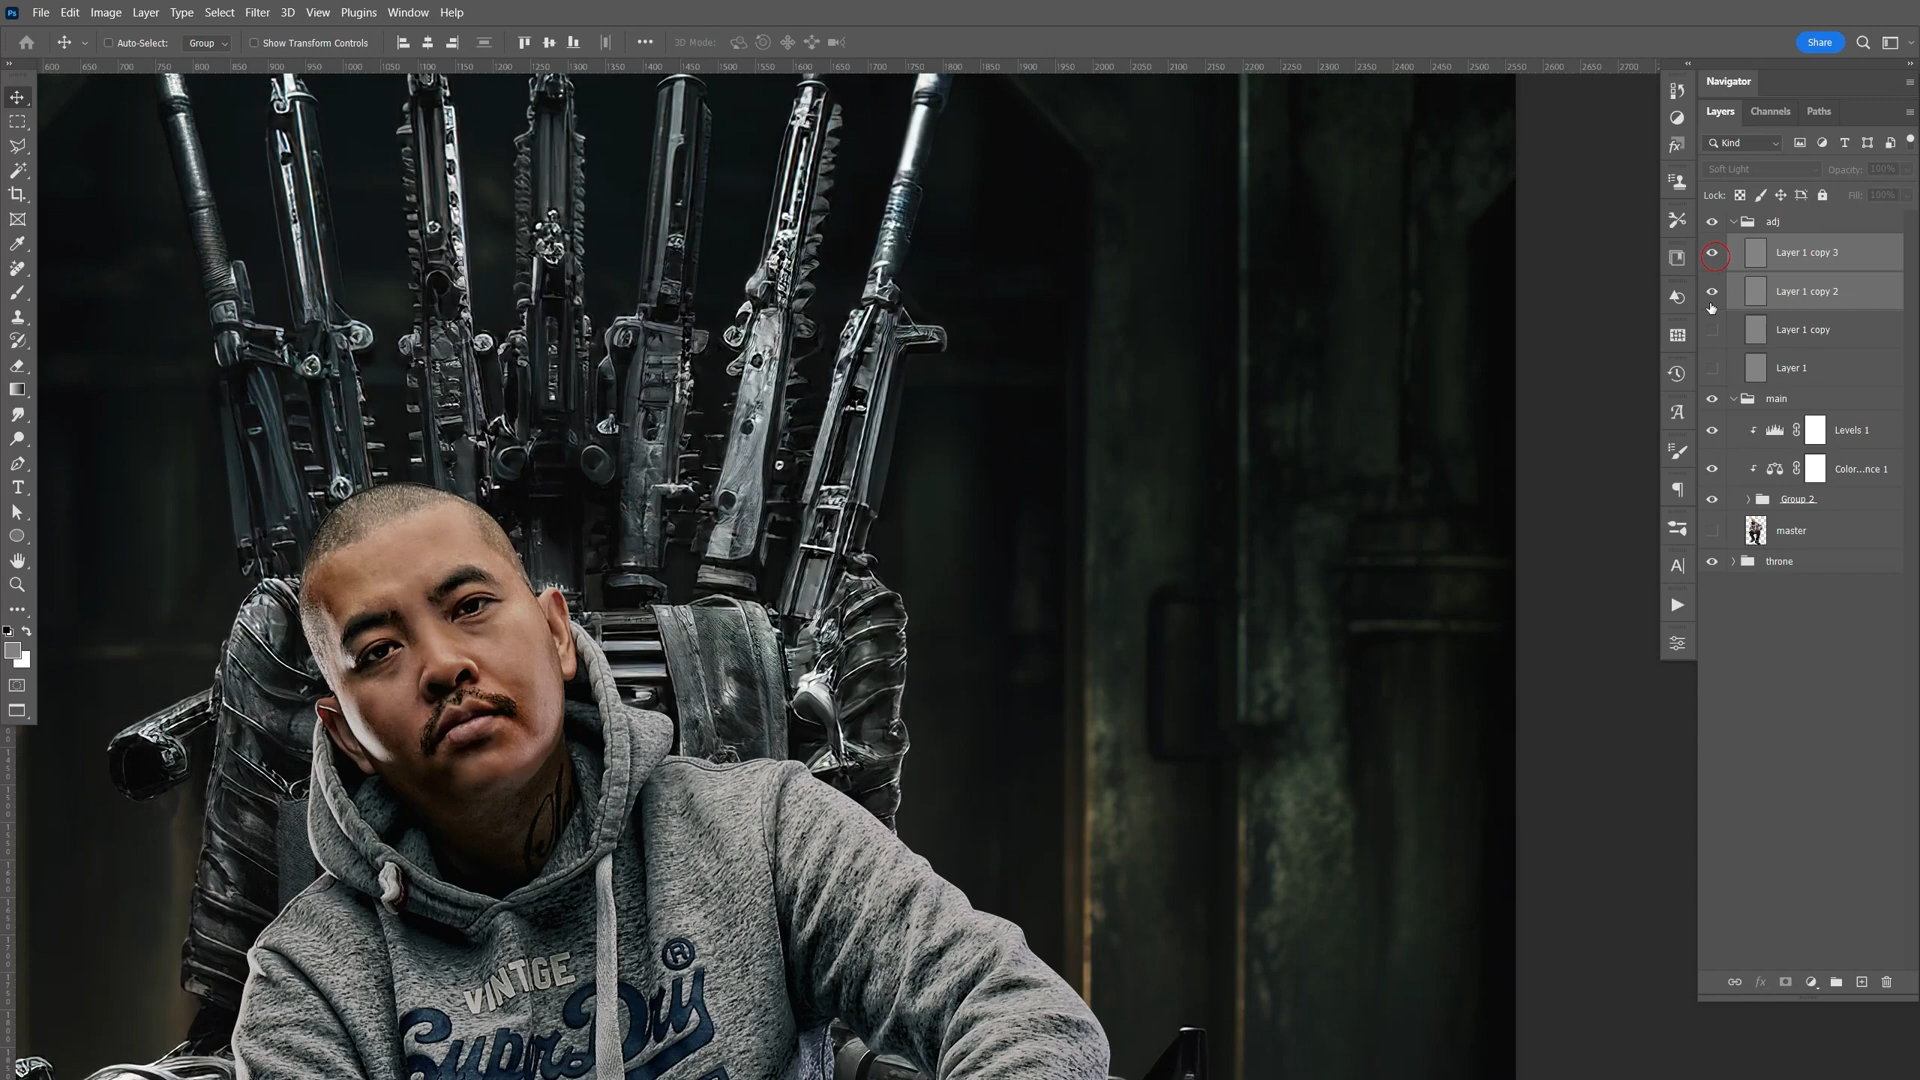 Ps File Edit Image Layer Type Select Filter 3D View Plugins Window Help
Auto-Select: Group Show Transform Controls 3D Mode: Share
600 650 700 750 800 850 900 950 1000 1050 1100 1150 1200 1250 1300 1350 1400 1450 1500 1550 1600 1650 1700 1750 1800 1850 1900 1950 2000 2050 2100 2150 2200 2250 2300 2350 2400 2450 2500 2550 2600 2650 2700
Navigator
Layers Channels Paths
Kind
Soft Light Opacity: 100%
Lock: Fill: 100%
adj
Layer 1 copy 3
Layer 1 copy 2
Layer 1 copy
Layer 1
main
Levels 1
Color...nce 1
Group 2
master
throne
VINTGE
®
SuperDry